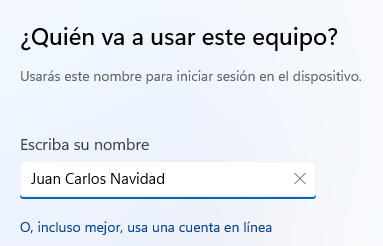 ¿Quién va a usar este equipo?
Usarás este nombre para iniciar sesión en el dispositivo.
Escriba su nombre
Juan Carlos Navidad
O, incluso mejor, usa una cuenta en línea